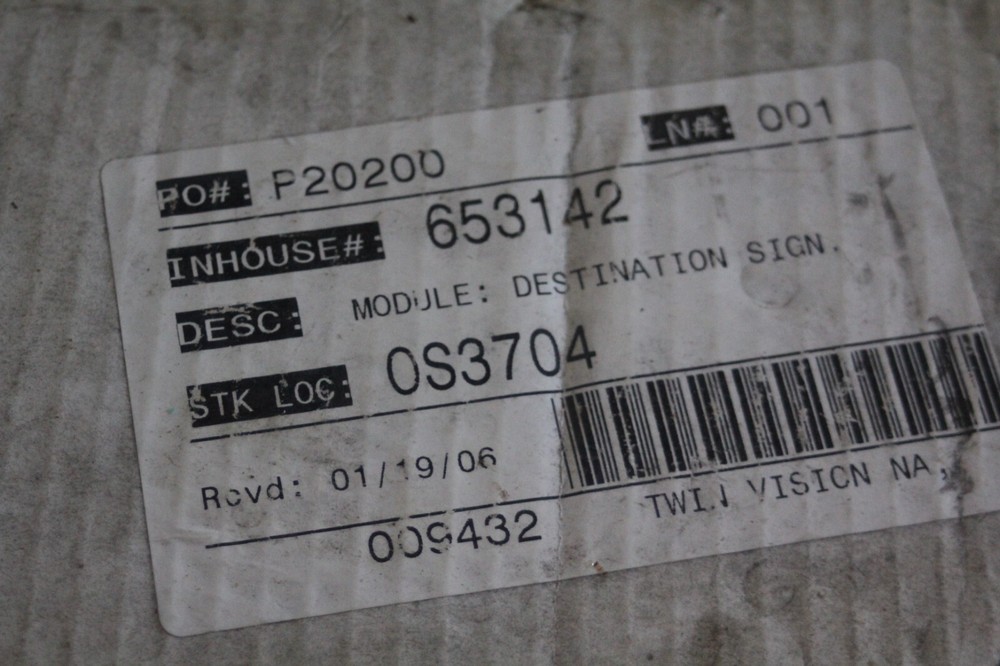 PO#: P20200 LN#: 001
INHOUSE#: 653142
DESC: MODULE: DESTINATION SIGN.
STK LOC: OS3704
Rcvd: 01/19/06
009432 TWIN VISION NA,